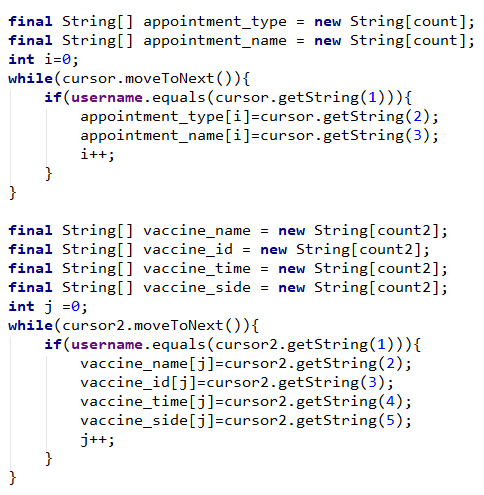 final String[] appointment_type = new String[count];
final String[] appointment_name = new String[count];
int i=0;
while(cursor.moveToNext()){
    if(username.equals(cursor.getString(1))){
        appointment_type[i]=cursor.getString(2);
        appointment_name[i]=cursor.getString(3);
        i++;
    }
}

final String[] vaccine_name = new String[count2];
final String[] vaccine_id = new String[count2];
final String[] vaccine_time = new String[count2];
final String[] vaccine_side = new String[count2];
int j =0;
while(cursor2.moveToNext()){
    if(username.equals(cursor2.getString(1))){
        vaccine_name[j]=cursor2.getString(2);
        vaccine_id[j]=cursor2.getString(3);
        vaccine_time[j]=cursor2.getString(4);
        vaccine_side[j]=cursor2.getString(5);
        j++;
    }
}